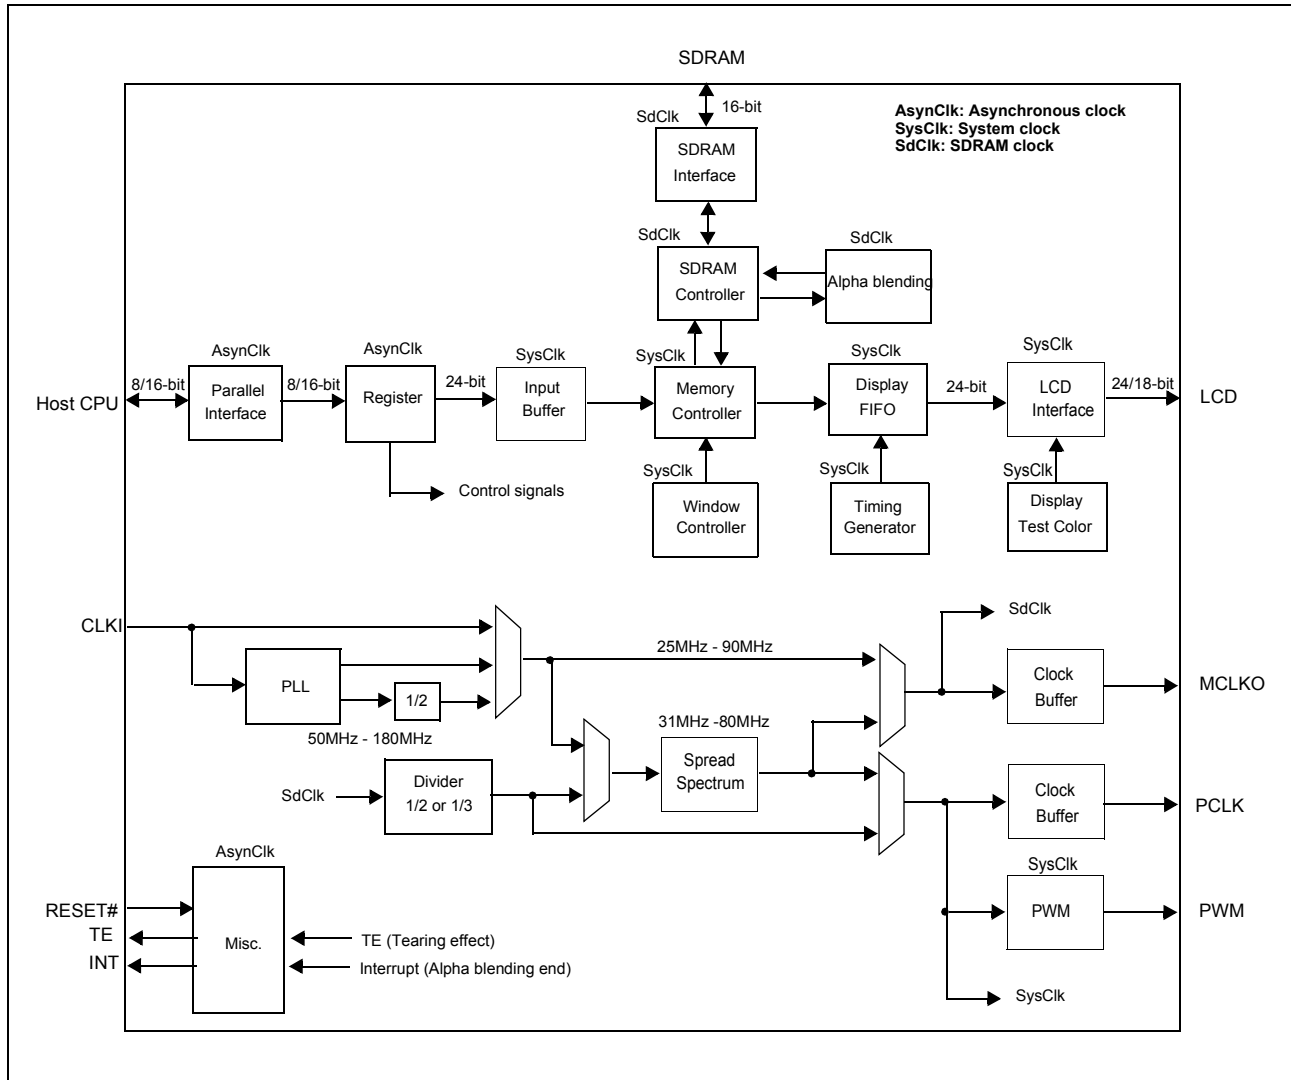 SDRAM
16-bit
AsynClk: Asynchronous clock
SysClk: System clock
SdClk: SDRAM clock
SdClk
SDRAM
Interface
SdClk
SDRAM
Controller
SdClk
Alpha blending
AsynClk
AsynClk
SysClk
SysClk
SysClk
SysClk
Host CPU
8/16-bit
Parallel
Interface
8/16-bit
Register
24-bit
Input
Buffer
Memory
Controller
Display
FIFO
24-bit
LCD
Interface
24/18-bit
LCD
SysClk
SysClk
SysClk
Control signals
Window
Controller
Timing
Generator
Display
Test Color
CLKI
SdClk
25MHz - 90MHz
PLL
1/2
Clock
Buffer
MCLKO
50MHz - 180MHz
31MHz -80MHz
Spread
Spectrum
SdClk
Divider
1/2 or 1/3
Clock
Buffer
PCLK
AsynClk
SysClk
RESET#
PWM
PWM
TE
Misc.
TE (Tearing effect)
INT
Interrupt (Alpha blending end)
SysClk